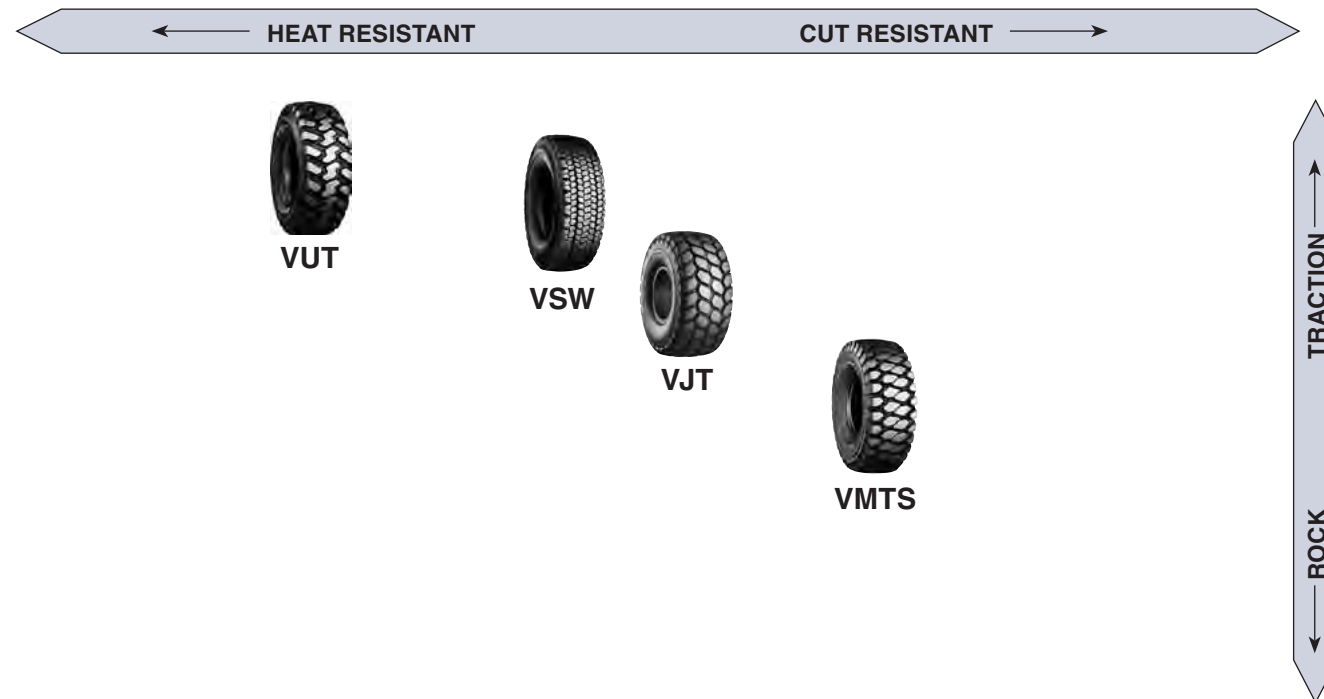 HEAT RESISTANT
CUT RESISTANT
TRACTION
VUT
VSW
VJT
VMTS
ROCK